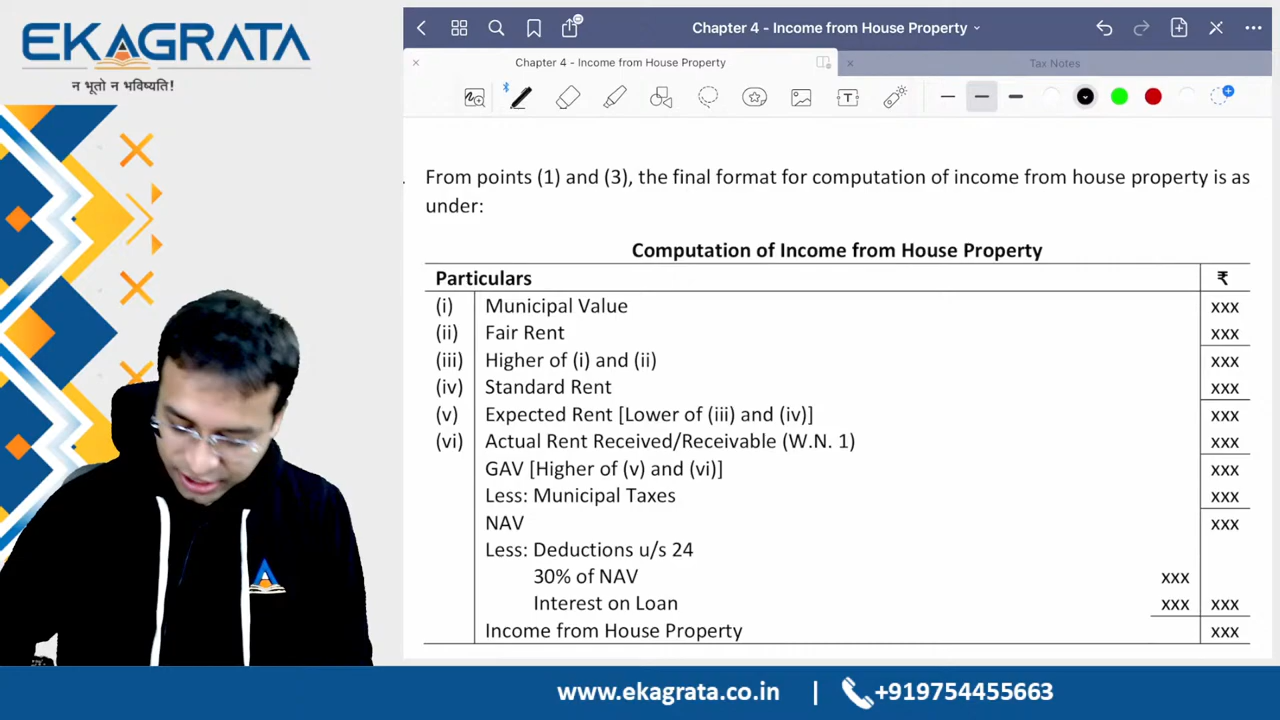 EKAGRATA
न भूतो न भविष्यति!
Chapter 4 - Income from House Property
Chapter 4 - Income from House Property
Tax Notes
From points (1) and (3), the final format for computation of income from house property is as
under:
Computation of Income from House Property
Particulars ₹
(i) Municipal Value xxx
(ii) Fair Rent xxx
(iii) Higher of (i) and (ii) xxx
(iv) Standard Rent xxx
(v) Expected Rent [Lower of (iii) and (iv)] xxx
(vi) Actual Rent Received/Receivable (W.N. 1) xxx
GAV [Higher of (v) and (vi)] xxx
Less: Municipal Taxes xxx
NAV xxx
Less: Deductions u/s 24
30% of NAV xxx
Interest on Loan xxx xxx
Income from House Property xxx
www.ekagrata.co.in | +919754455663